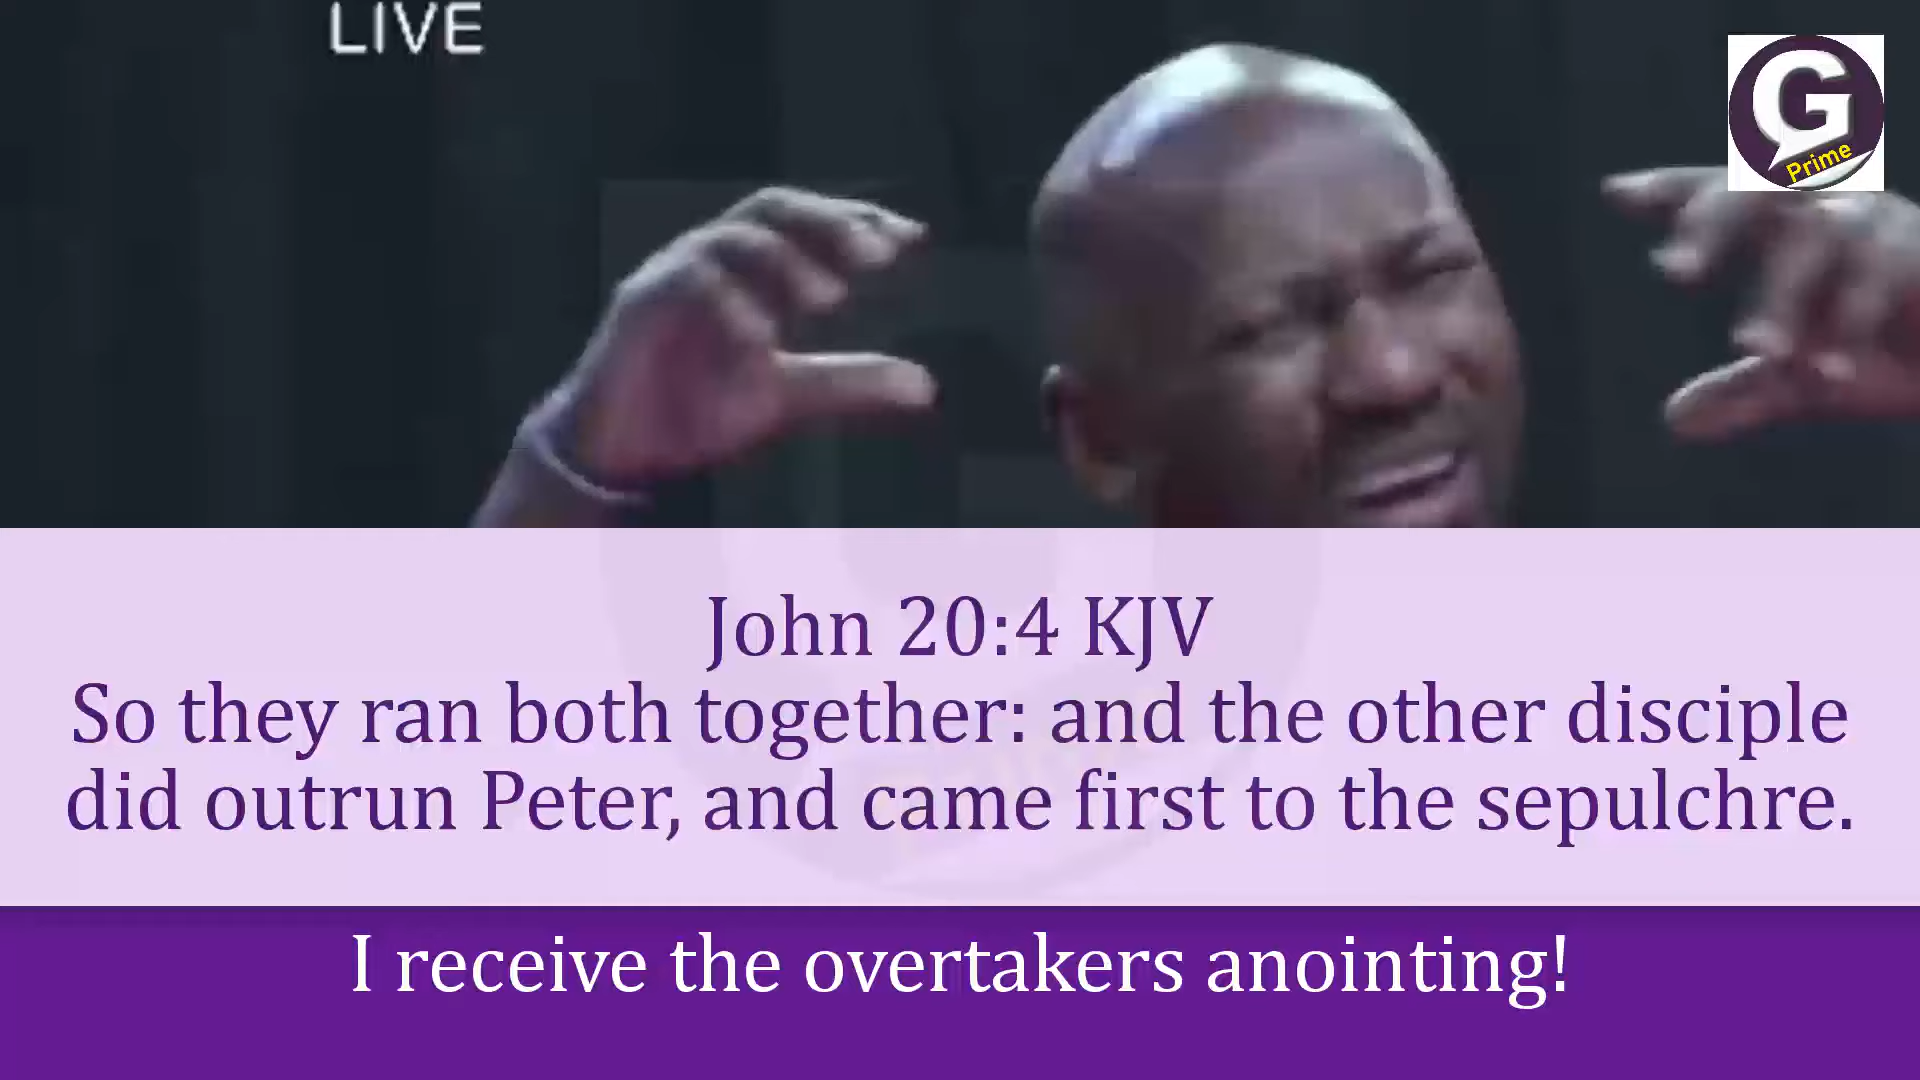 LIVE
G
Prime
John 20:4 KJV
So they ran both together: and the other disciple
did outrun Peter, and came first to the sepulchre.
I receive the overtakers anointing!